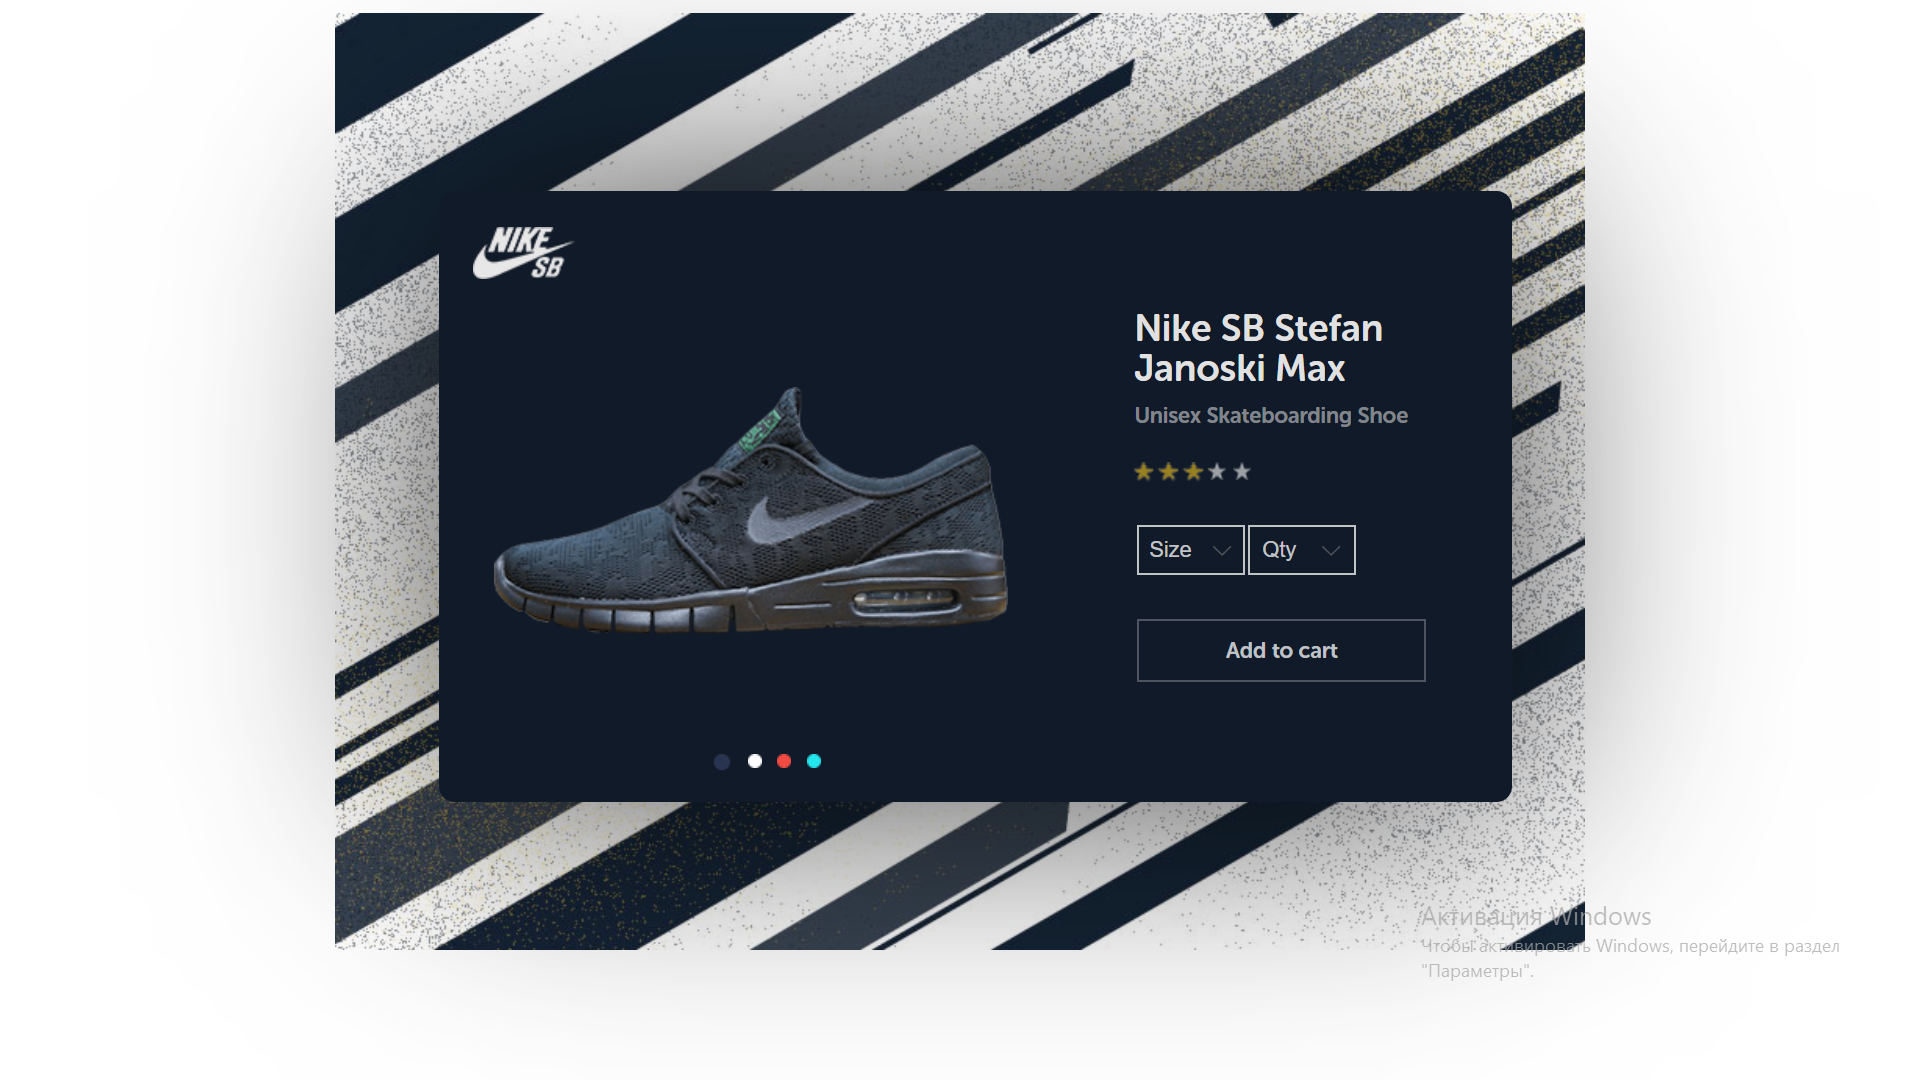 NIKE
SB
Nike SB Stefan
Janoski Max
Unisex Skateboarding Shoe
Size
Qty
Add to cart
Активация Windows
Чтобы активировать Windows, перейдите в раздел
"Параметры".